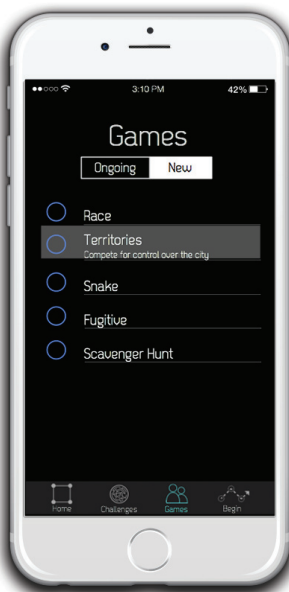 3:10 PM
42%
Games
Ongoing New
Race
Territories
Compete for control over the city
Snake
Fugitive
Scavenger Hunt
Home Challenges Games Begin